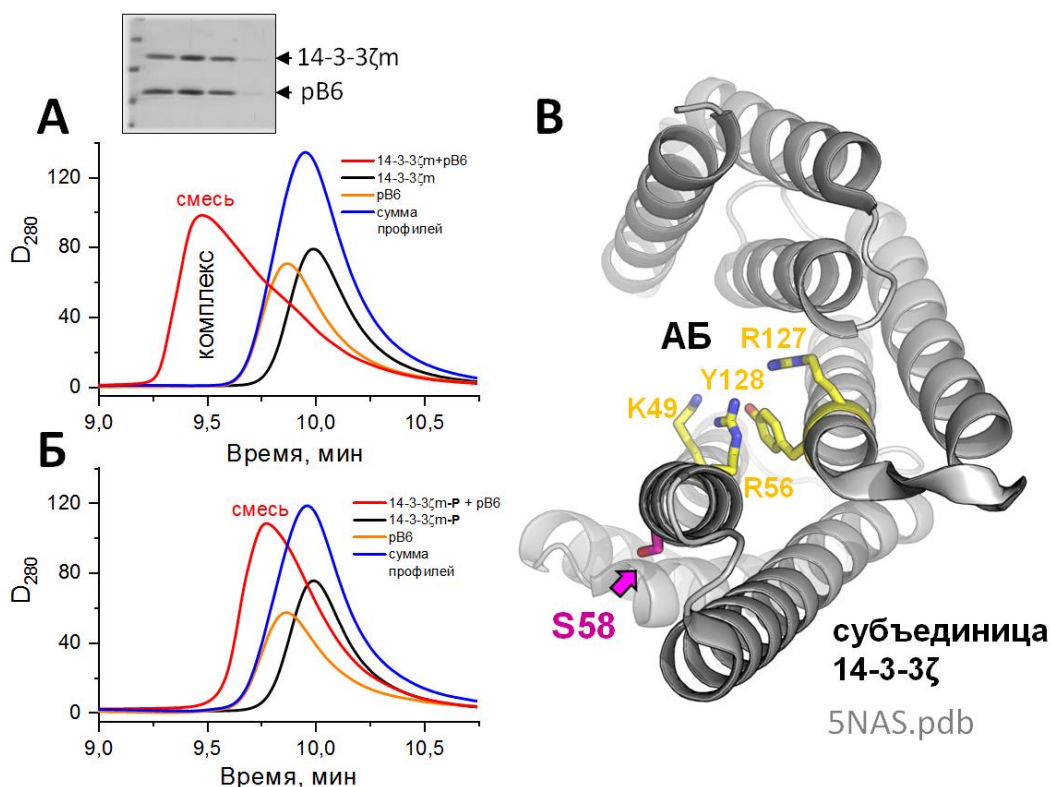 14-3-3ζm
pB6
А
120
80
40
0
D280
смесь
комплекс
14-3-3ζm+pB6
14-3-3ζm
pB6
сумма
профилей
9,0 9,5 10,0 10,5
Время, мин
Б
120
80
40
0
D280
смесь
14-3-3ζm-P + pB6
14-3-3ζm-P
pB6
сумма
профилей
9,0 9,5 10,0 10,5
Время, мин
В
АБ
R127
Y128
K49
R56
S58
субъединица
14-3-3ζ
5NAS.pdb